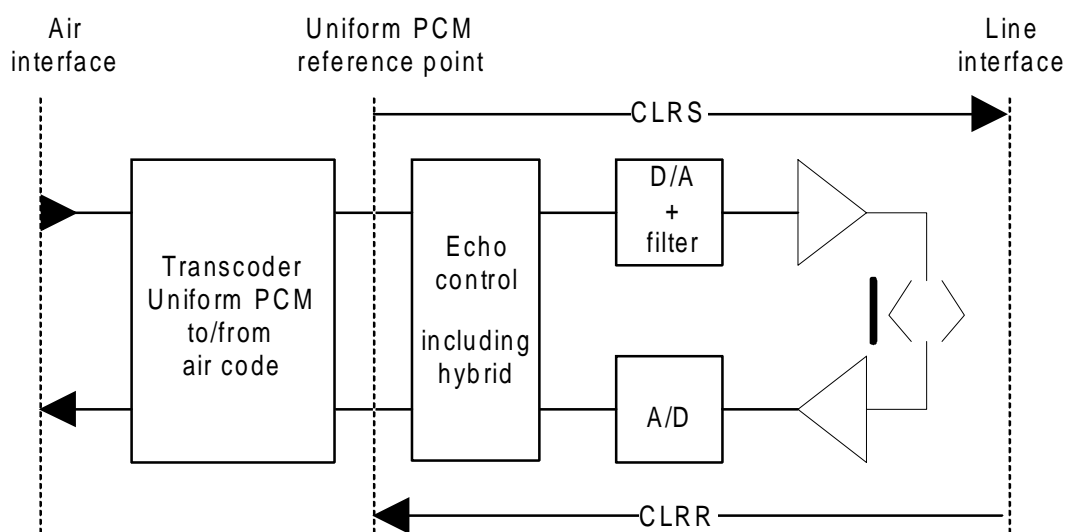 Air
interface
Uniform PCM
reference point
Line
interface
CLRS
Transcoder
Uniform PCM
to/from
air code
Echo
control
including
hybrid
D/A
+
filter
A/D
CLRR